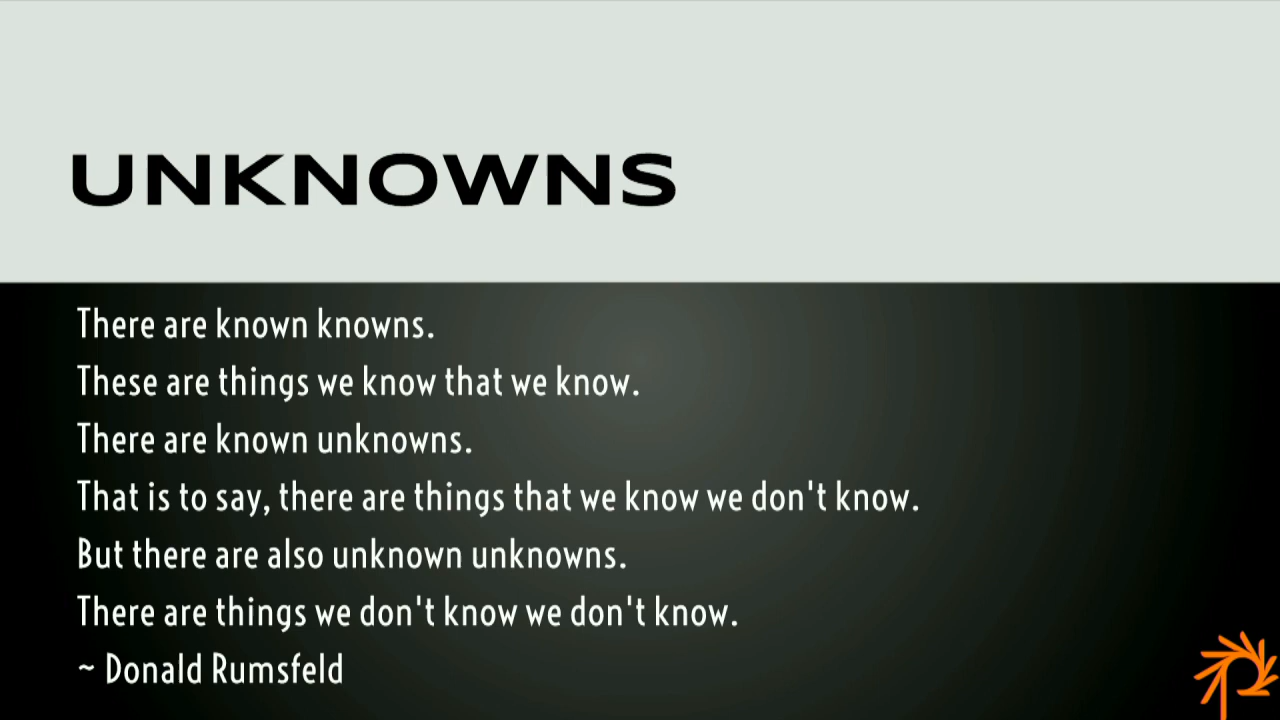 UNKNOWNS
There are known knowns.
These are things we know that we know.
There are known unknowns.
That is to say, there are things that we know we don't know.
But there are also unknown unknowns.
There are things we don't know we don't know.
~ Donald Rumsfeld